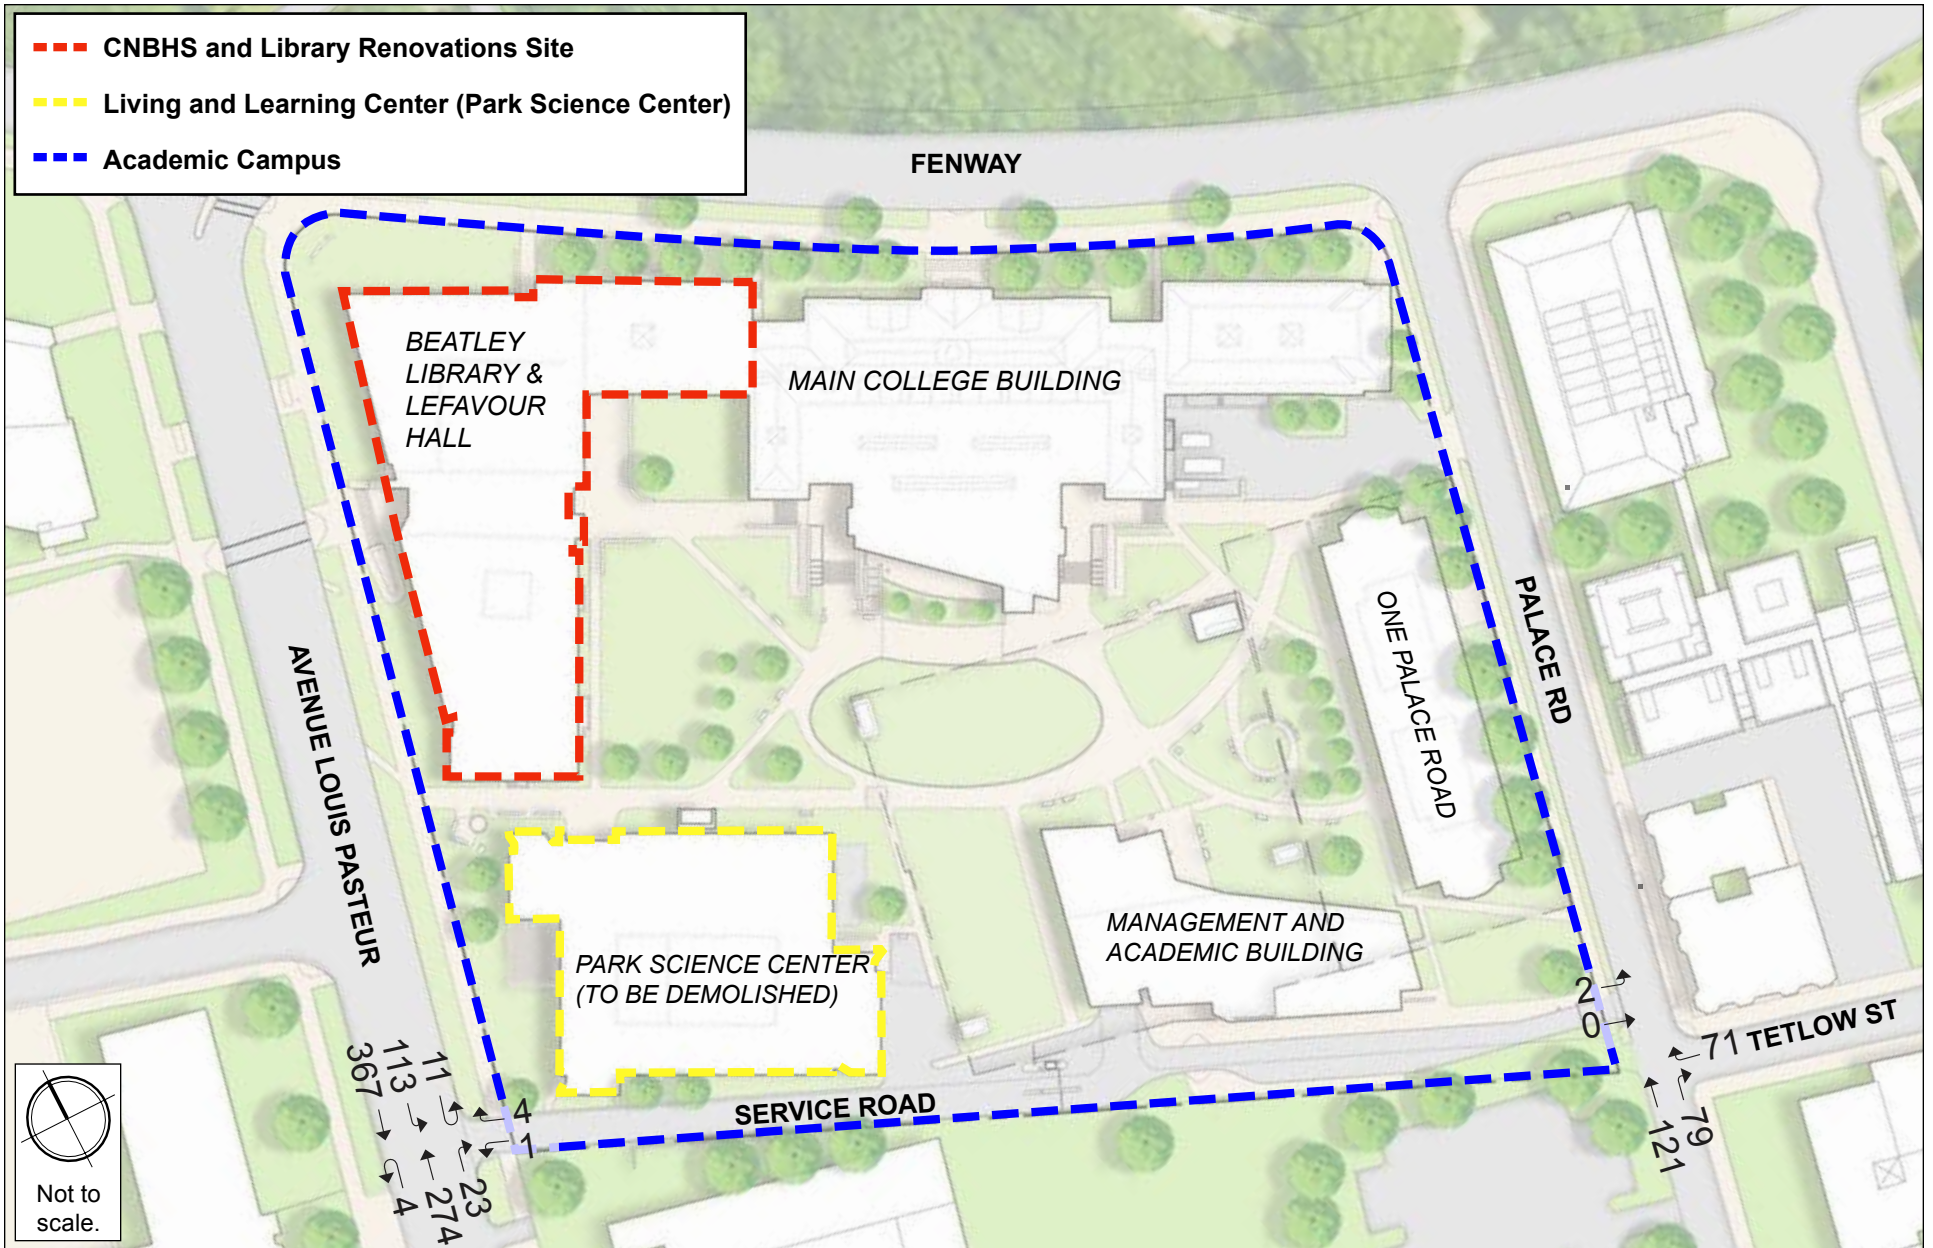 CNBHS and Library Renovations Site
Living and Learning Center (Park Science Center)
Academic Campus
FENWAY
BEATLEY
LIBRARY &
LEFAVOUR
HALL
MAIN COLLEGE BUILDING
ONE PALACE ROAD
PALACE RD
AVENUE LOUIS PASTEUR
MANAGEMENT AND
ACADEMIC BUILDING
PARK SCIENCE CENTER
(TO BE DEMOLISHED)
2
0
71 TETLOW ST
79
121
SERVICE ROAD
367
113
11
4
1
4
274
23
Not to
scale.